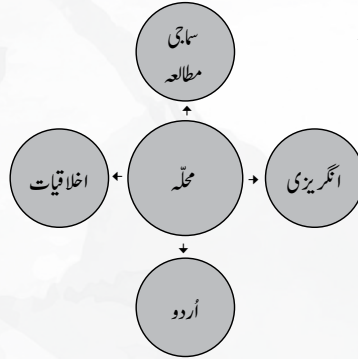 سماجی
مطالعہ
انگریزی
محلّہ
اخلاقیات
اُردو